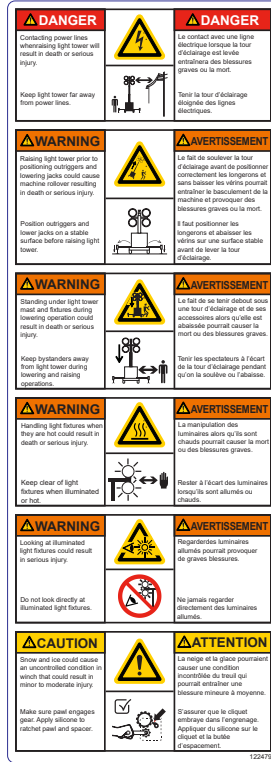 DANGER
Contacting power lines
whenraising light tower will
result in death or serious
injury.
Keep light tower far away
from power lines.
DANGER
Le contact avec une ligne
électrique lorsque la tour
d'éclairage est levée
entraînera des blessures
graves ou la mort.
Tenir la tour d'éclairage
éloignée des lignes
électriques.
WARNING
Raising light tower prior to
positioning outriggers and
lowering jacks could cause
machine rollover resulting
in death or serious injury.
Position outriggers and
lower jacks on a stable
surface before raising light
tower.
AVERTISSEMENT
Le fait de soulever la tour
d'éclairage avant de positionner
correctement les longerons et
sans baisser les vérins pourrait
entraîner le basculement de la
machine et provoquer des
blessures graves ou la mort.
Il faut positionner les
longerons et abaisser les
vérins sur une surface stable
avant de lever la tour
d'éclairage.
WARNING
Standing under light tower
mast and fixtures during
lowering operation could
result in death or serious
injury.
Keep bystanders away
from light tower during
lowering and raising
operations.
AVERTISSEMENT
Le fait de se tenir debout sous
une tour d'éclairage et de ses
accessoires alors qu'elle est
abaissée pourrait causer la
mort ou des blessures graves.
Tenir les spectateurs à l'écart
de la tour d'éclairage pendant
qu'on la soulève ou l'abaisse.
WARNING
Handling light fixtures when
they are hot could result in
death or serious injury.
Keep clear of light
fixtures when illuminated
or hot.
AVERTISSEMENT
La manipulation des
luminaires alors qu'ils sont
chauds pourrait causer la mort
ou des blessures graves.
Rester à l'écart des luminaires
lorsqu'ils sont allumés ou
chauds.
WARNING
Looking at illuminated
light fixtures could result
in serious injury.
Do not look directly at
illuminated light fixtures.
AVERTISSEMENT
Regarderdes luminaires
allumés pourrait provoquer
de graves blessures.
Ne jamais regarder
directement des luminaires
allumés.
CAUTION
Snow and ice could cause
an uncontrolled condition in
winch that could result in
minor to moderate injury.
Make sure pawl engages
gear. Apply silicone to
ratchet pawl and spacer.
ATTENTION
La neige et la glace pourraient
causer une condition
incontrôlée du treuil qui
pourrait entraîner une
blessure mineure à moyenne.
S'assurer que le cliquet
embraye dans l'engrenage.
Appliquer du silicone sur le
cliquet et la butée
d'espacement.
122479